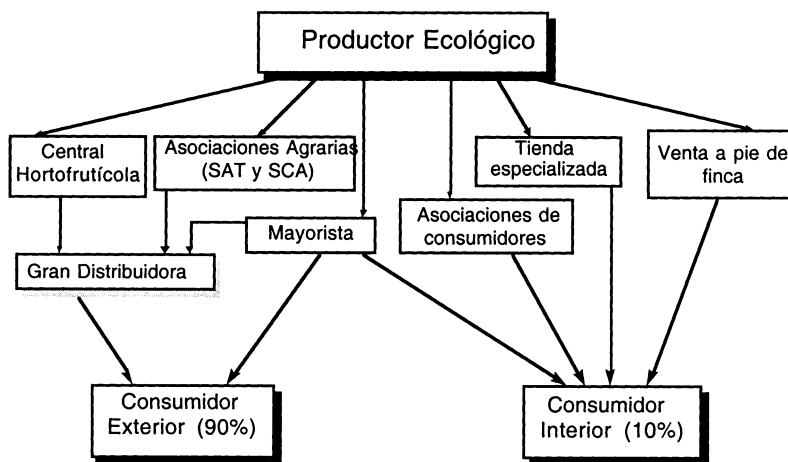 Productor Ecológico
Central
Hortofrutícola
Asociaciones Agrarias
(SAT y SCA)
Tienda
especializada
Venta a pie de
finca
Mayorista
Asociaciones de
consumidores
Gran Distribuidora
Consumidor
Exterior (90%)
Consumidor
Interior (10%)